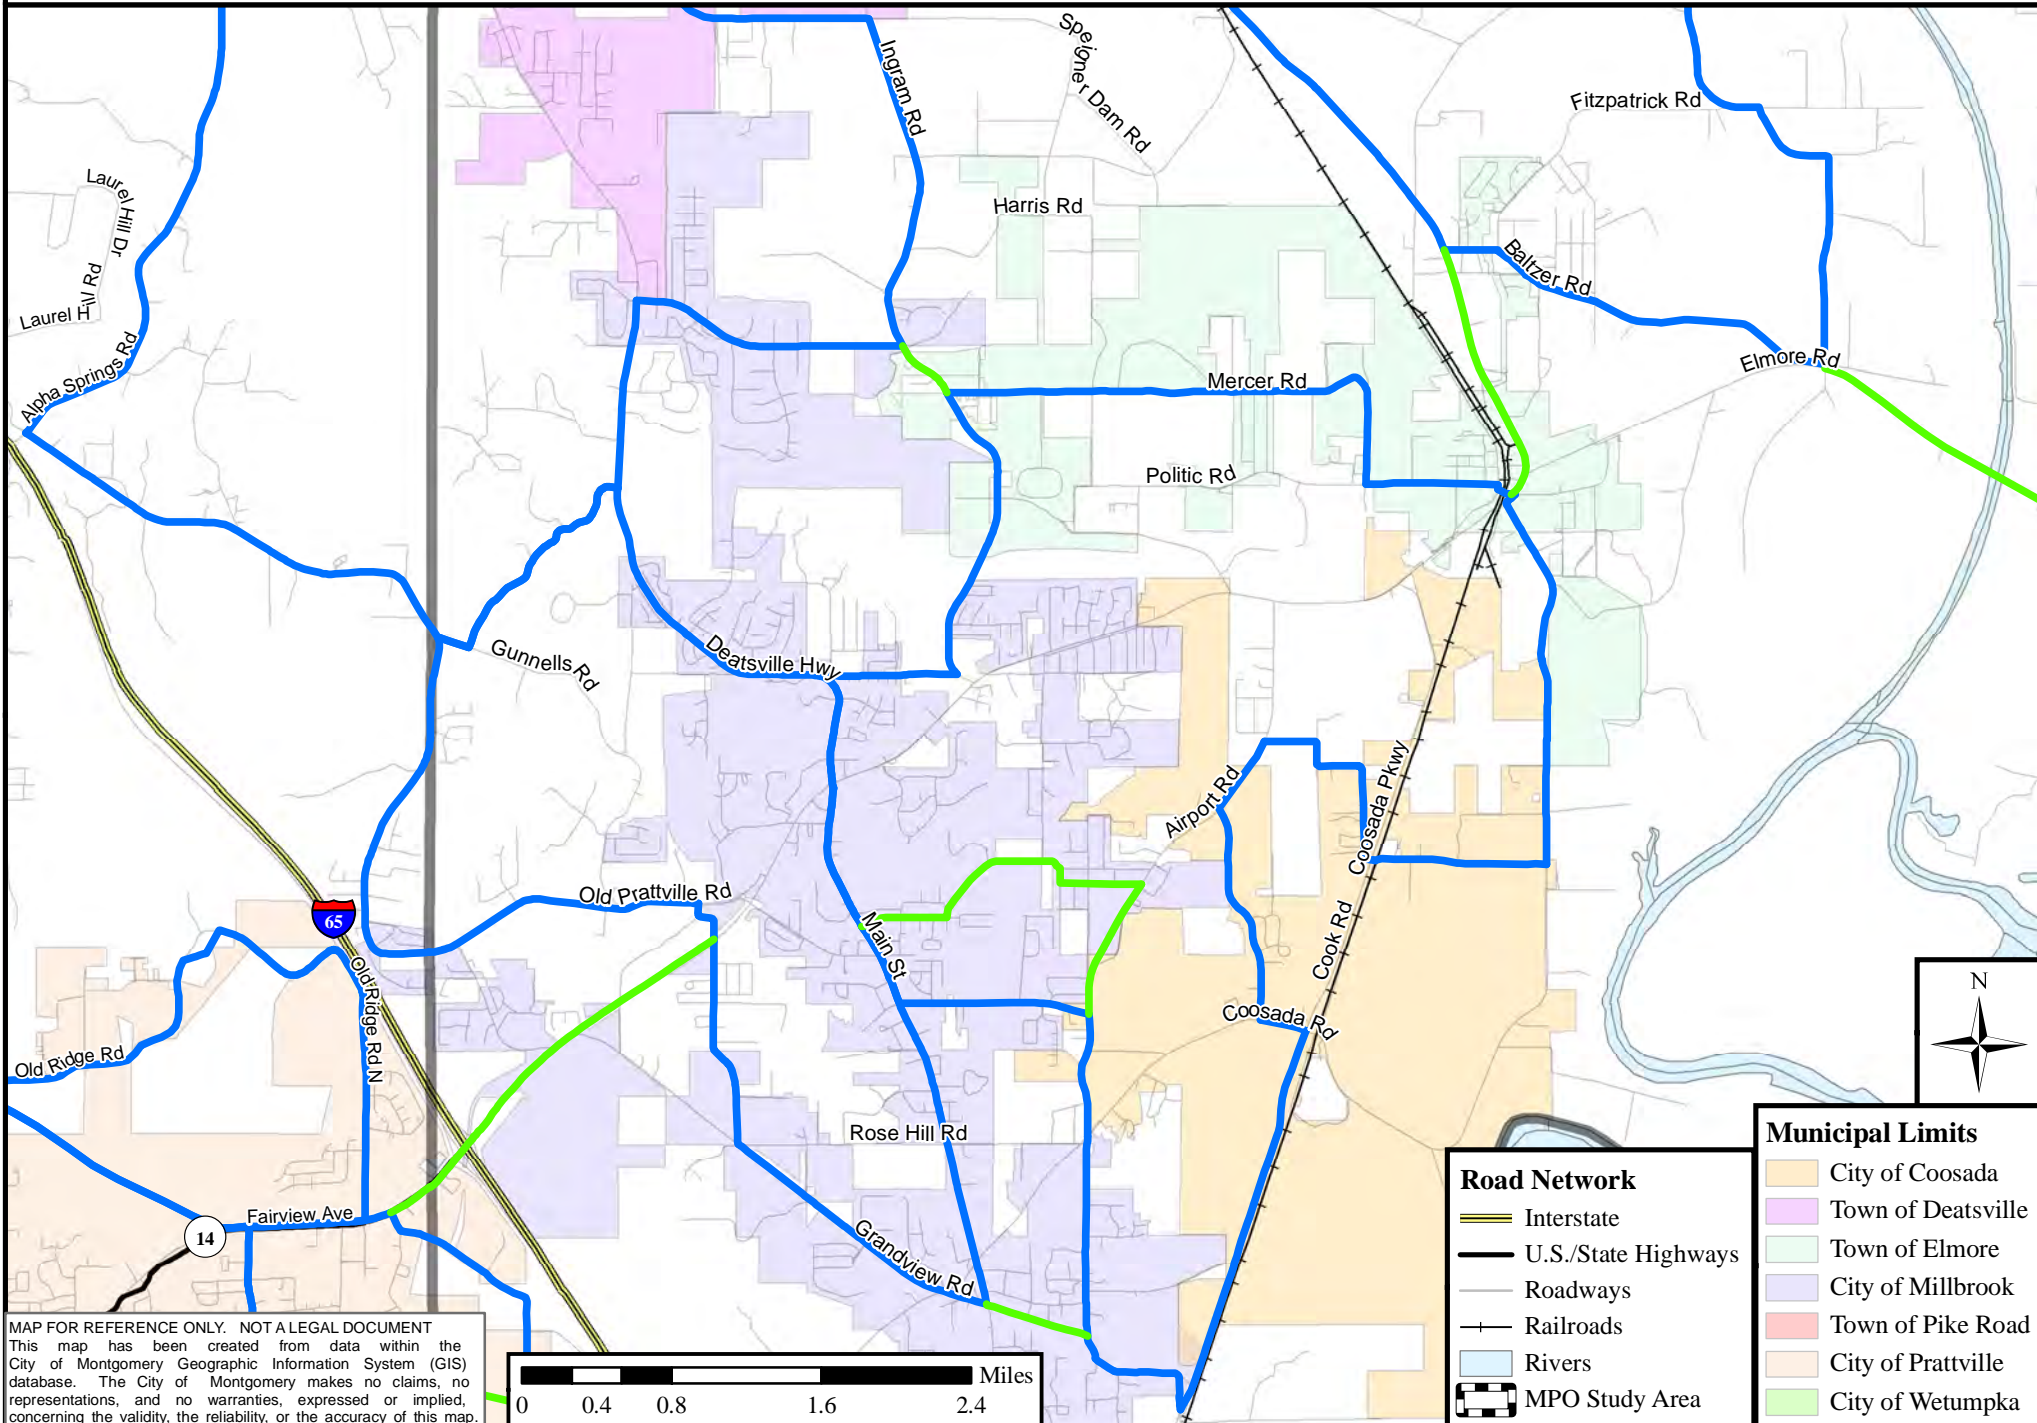 Ingram Rd
Speigner Dam Rd
Fitzpatrick Rd
Laurel Hill Dr
Harris Rd
Baltzer Rd
Laurel Hill Rd
Alpha Springs Rd
Elmore Rd
Mercer Rd
Politic Rd
Gunnells Rd
Deatsville Hwy
Airport Rd
Coosada Pkwy
Old Prattville Rd
65
Main St
Cook Rd
Old Ridge Rd N
Coosada Rd
Old Ridge Rd
Rose Hill Rd
Fairview Ave
14
Grandview Rd
N
Road Network
Interstate
U.S./State Highways
Roadways
Railroads
Rivers
MPO Study Area
Municipal Limits
City of Coosada
Town of Deatsville
Town of Elmore
City of Millbrook
Town of Pike Road
City of Prattville
City of Wetumpka
MAP FOR REFERENCE ONLY. NOT A LEGAL DOCUMENT
This map has been created from data within the
City of Montgomery Geographic Information System (GIS)
database. The City of Montgomery makes no claims, no
representations, and no warranties, expressed or implied,
concerning the validity, the reliability, or the accuracy of this map.
Miles
0 0.4 0.8 1.6 2.4